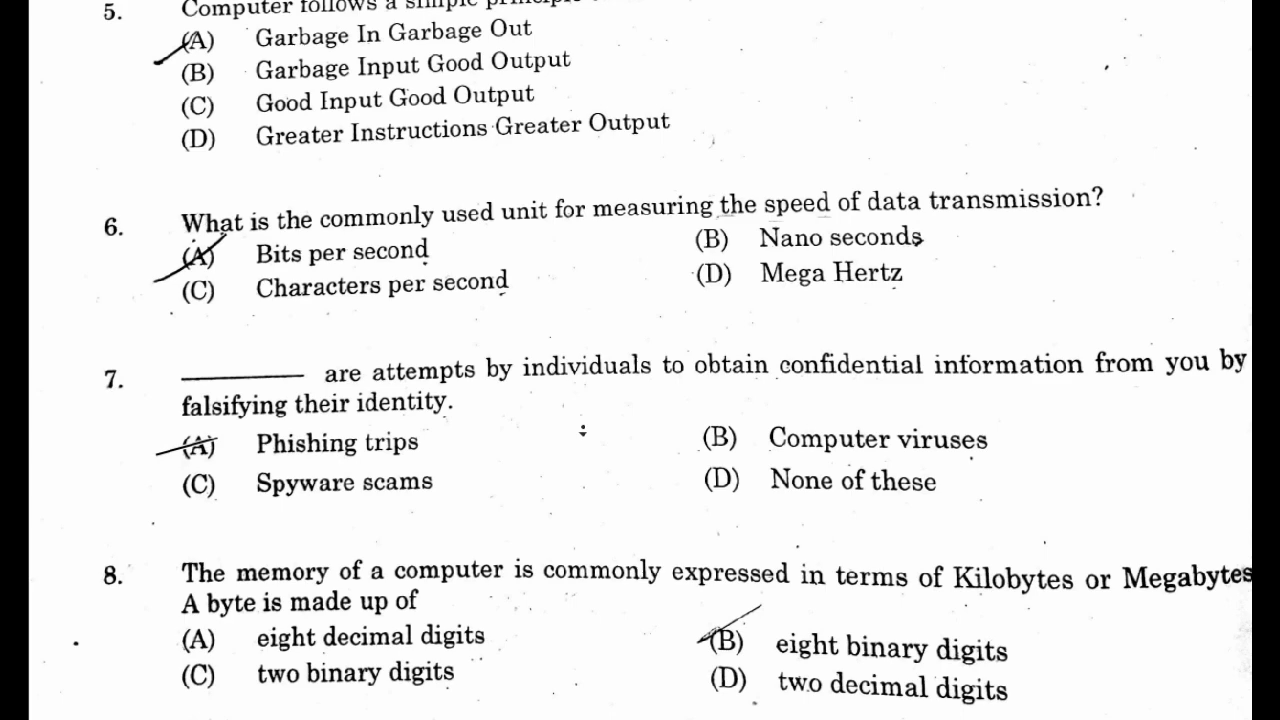 5. Computer follows a simple principle
(A) Garbage In Garbage Out
(B) Garbage Input Good Output
(C) Good Input Good Output
(D) Greater Instructions Greater Output
6. What is the commonly used unit for measuring the speed of data transmission?
(A) Bits per second (B) Nano seconds
(C) Characters per second (D) Mega Hertz
7. ________ are attempts by individuals to obtain confidential information from you by
falsifying their identity.
(A) Phishing trips (B) Computer viruses
(C) Spyware scams (D) None of these
8. The memory of a computer is commonly expressed in terms of Kilobytes or Megabytes
A byte is made up of
(A) eight decimal digits (B) eight binary digits
(C) two binary digits (D) two decimal digits